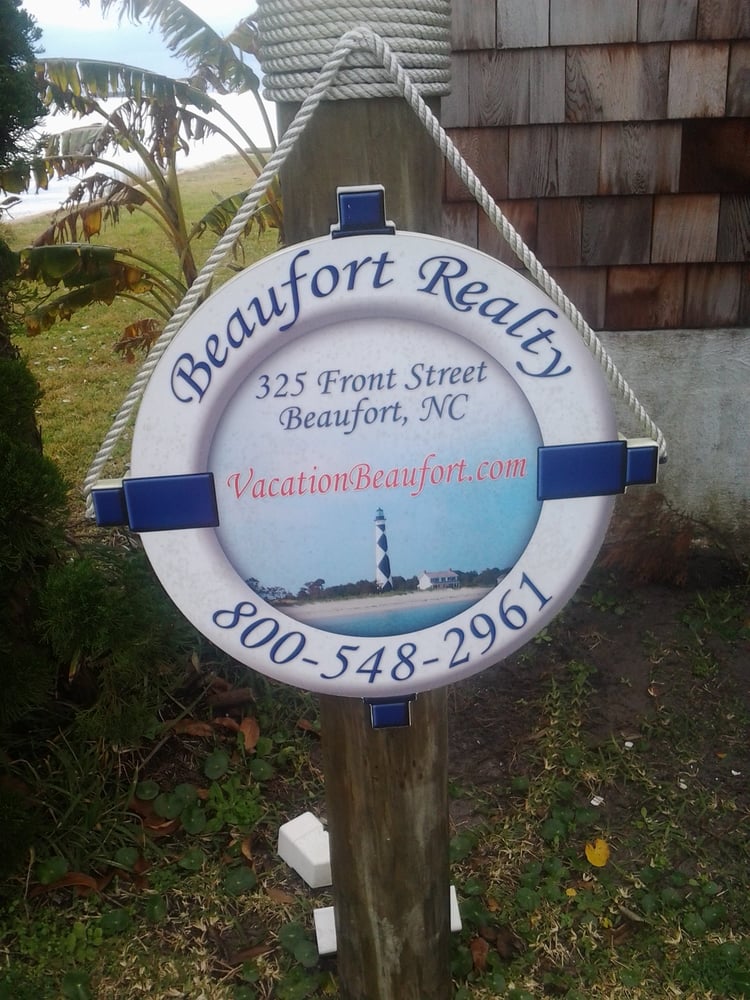 Beaufort Realty
325 Front Street
Beaufort, NC
VacationBeaufort.com
800-548-2961